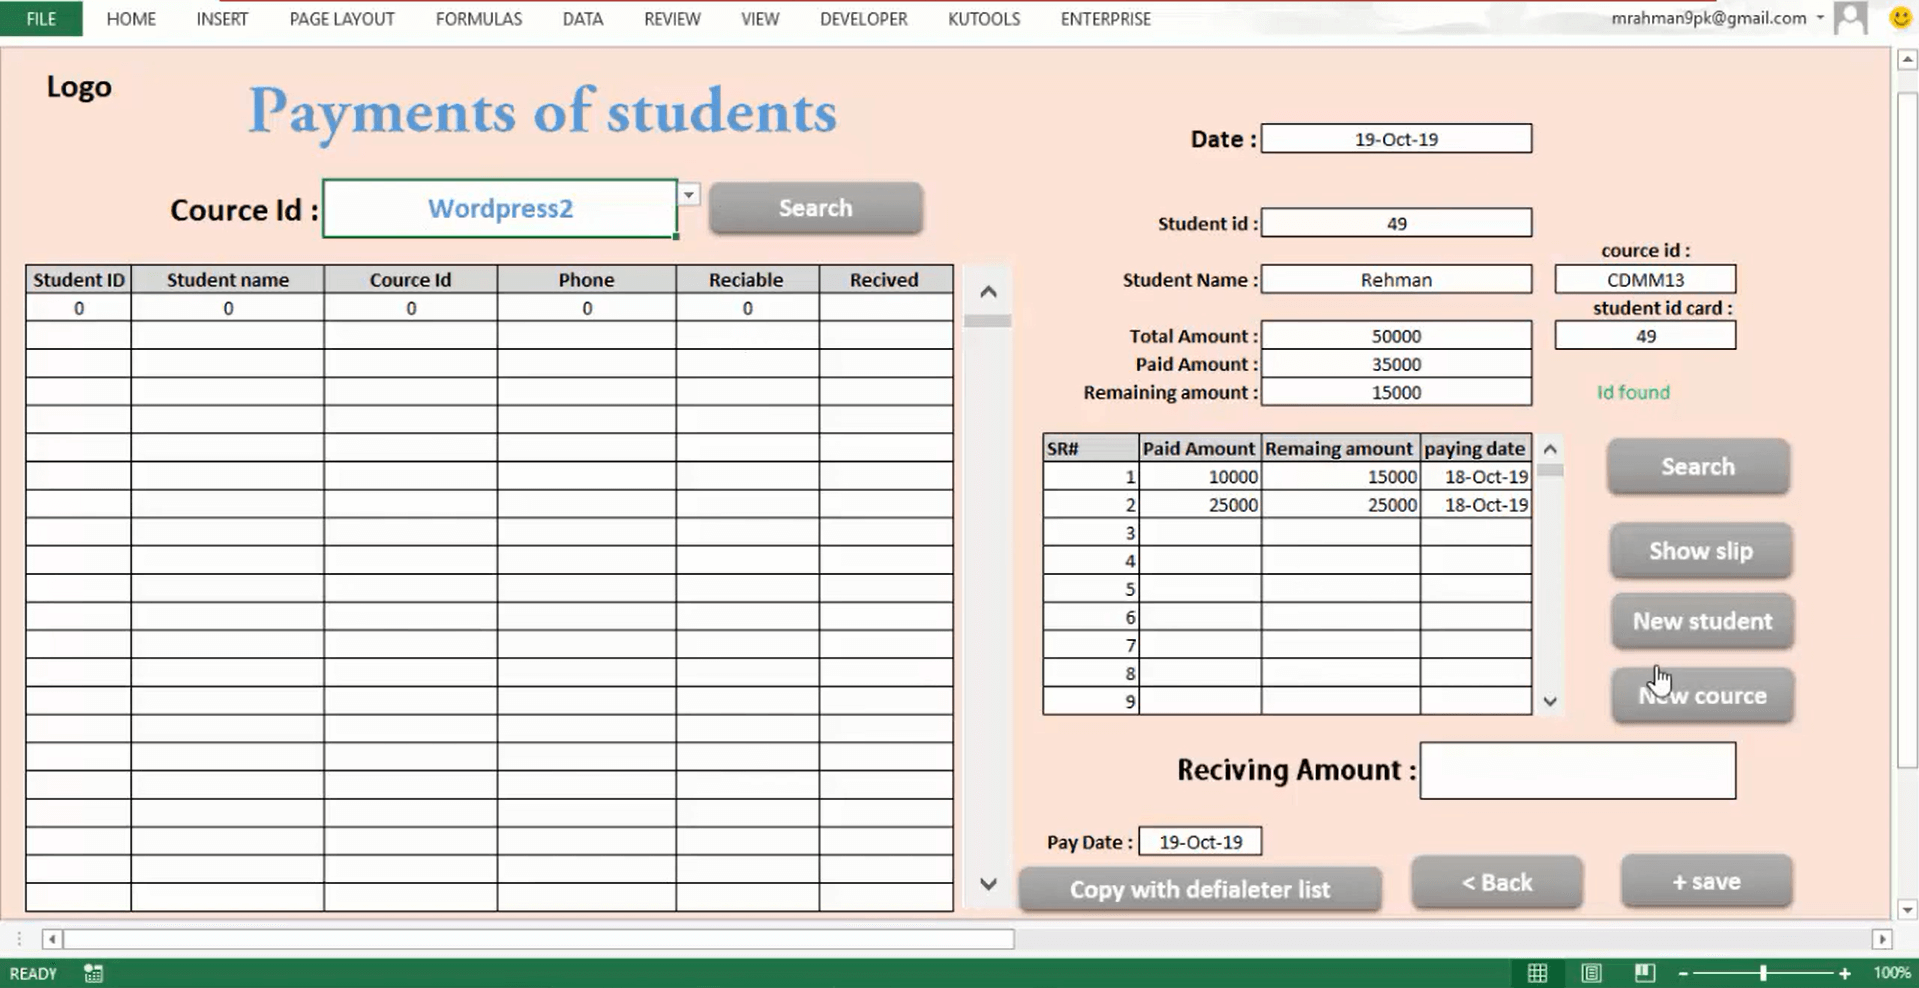 FILE HOME INSERT PAGE LAYOUT FORMULAS DATA REVIEW VIEW DEVELOPER KUTOOLS ENTERPRISE mrahman9pk@gmail.com
Logo
Payments of students
Cource Id : Wordpress2 Search
Student ID Student name Cource Id Phone Reciable Recived
0 0 0 0 0
Date : 19-Oct-19
Student id : 49
cource id :
Student Name : Rehman CDMM13
student id card :
Total Amount : 50000 49
Paid Amount : 35000
Remaining amount : 15000 Id found
SR# Paid Amount Remaing amount paying date
1 10000 15000 18-Oct-19
2 25000 25000 18-Oct-19
3
4
5
6
7
8
9
Search
Show slip
New student
New cource
Reciving Amount :
Pay Date : 19-Oct-19
Copy with defialeter list < Back + save
READY 100%